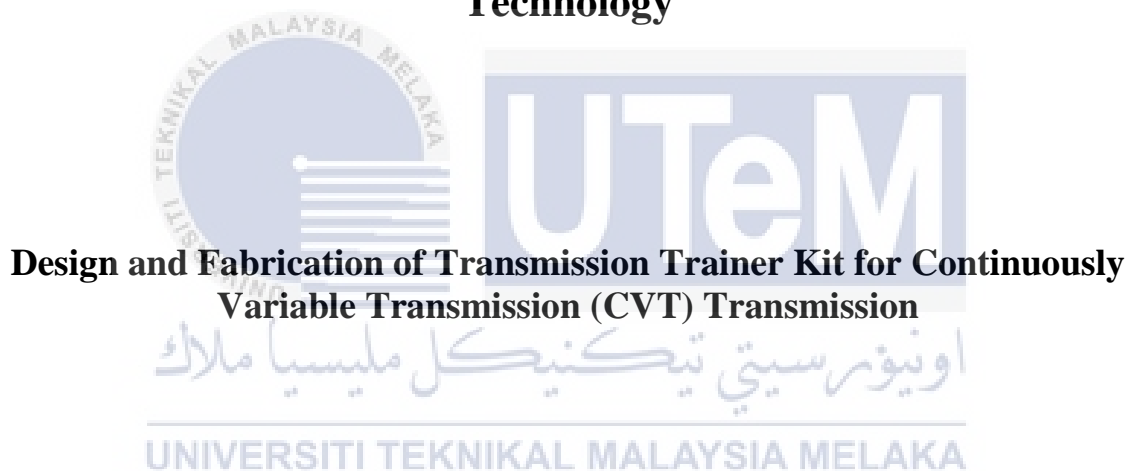 Technology
UNIVERSITI TEKNIKAL MALAYSIA MELAKA
UTeM
Design and Fabrication of Transmission Trainer Kit for Continuously
Variable Transmission (CVT) Transmission
اونيۏرسيتي تيكنيكل مليسيا ملاك
UNIVERSITI TEKNIKAL MALAYSIA MELAKA